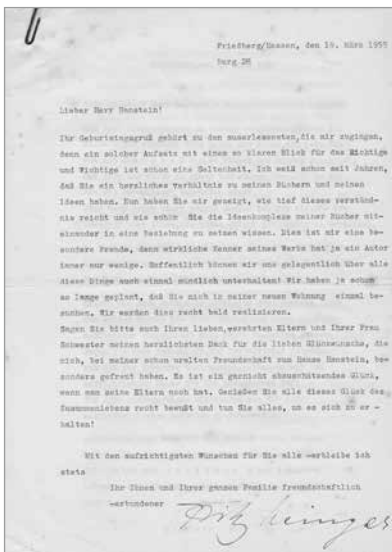 Friedberg/Hessen, den 19. März 1955
Burg 28
Lieber Herr Hanstein!
Ihr Geburtstagsgruß gehört zu den auserlesensten, die mir zugingen,
denn ein solcher Aufsatz mit einem so klaren Blick für das Richtige
und Wichtige ist schon eine Seltenheit. Ich weiß schon seit Jahren,
daß Sie ein herzliches Verhältnis zu meinen Büchern und meinen
Ideen haben. Nun haben Sie mir gezeigt, wie tief dieses Verständ-
nis reicht und wie schön Sie die Ideenkomplexe meiner Bücher mit-
einander in eine Beziehung zu setzen wissen. Dies ist mir eine be-
sondere Freude, denn wirkliche Kenner seines Werks hat ja ein Autor
immer nur wenige. Hoffentlich können wir uns gelegentlich über alle
diese Dinge auch einmal mündlich unterhalten! Wir haben ja schon
so lange geplant, daß Sie mich in meiner neuen Wohnung einmal be-
suchen. Wir werden dies recht bald realisieren.
Sagen Sie bitte auch Ihren lieben, verehrten Eltern und Ihrer Frau
Schwester meinen herzlichsten Dank für die lieben Glückwünsche, die
mich, bei meiner schon uralten Freundschaft zum Hause Hanstein, be-
sonders gefreut haben. Es ist ein garnicht abzuschätzendes Glück,
wenn man seine Eltern noch hat. Genießen Sie alle dieses Glück des
Zusammenlebens recht bewußt und tun Sie alles, um es sich zu er-
halten!
Mit den aufrichtigsten Wünschen für Sie alle verbleibe ich
stets
Ihr Ihnen und Ihrer ganzen Familie freundschaftlich
verbundener
Fritz Usinger